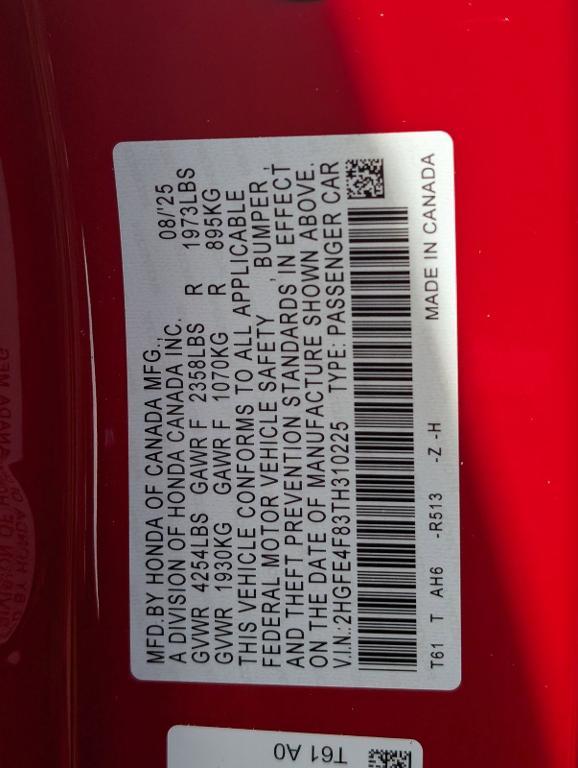 MFD.BY HONDA OF CANADA MFG.,
A DIVISION OF HONDA CANADA INC. 08/'25
GVWR 4254LBS GAWR F 2358LBS R 1973LBS
GVWR 1930KG GAWR F 1070KG R 895KG
THIS VEHICLE CONFORMS TO ALL APPLICABLE
FEDERAL MOTOR VEHICLE SAFETY , BUMPER ,
AND THEFT PREVENTION STANDARDS IN EFFECT
ON THE DATE OF MANUFACTURE SHOWN ABOVE.
V.I.N.:2HGFE4F83TH310225 TYPE: PASSENGER CAR
T61 T AH6 -R513 -Z -H MADE IN CANADA
T61 A0